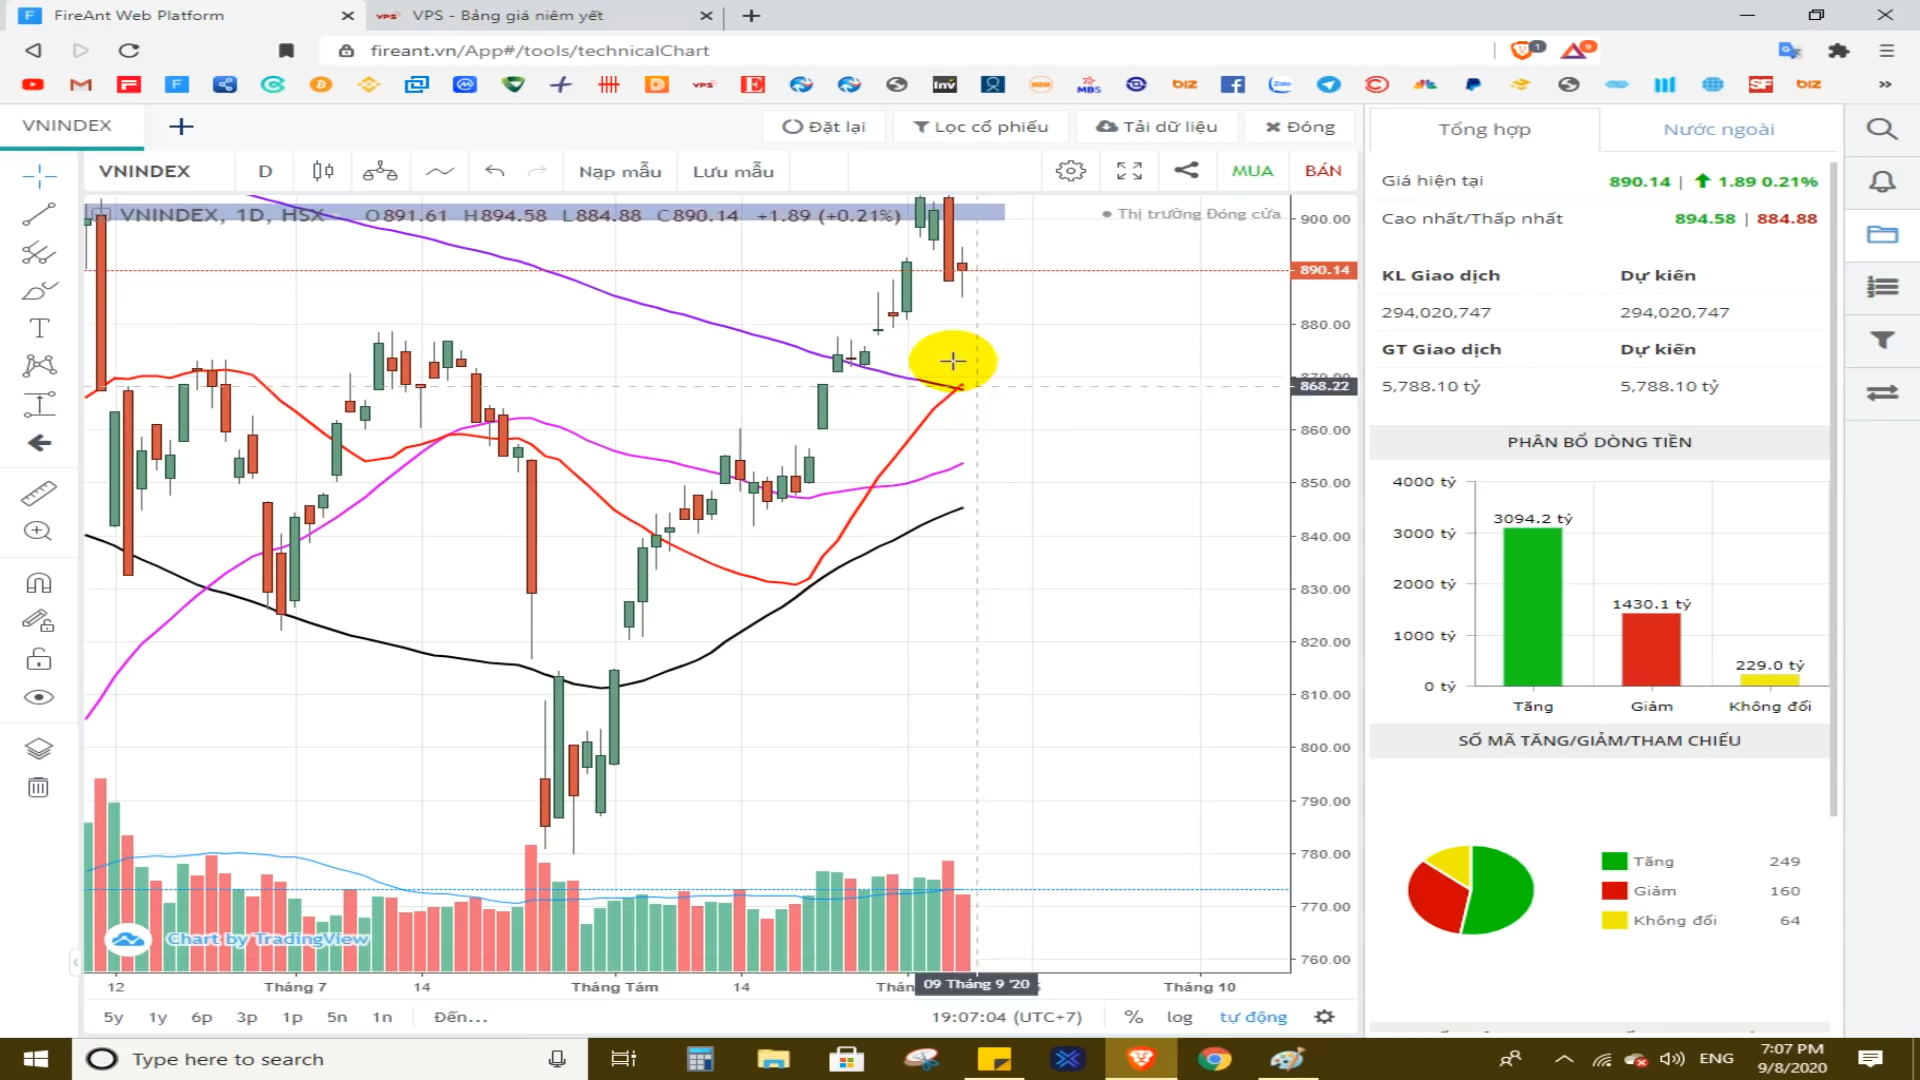 FireAnt Web Platform
VPS - Bảng giá niêm yết
fireant.vn/App#/tools/technicalChart
VNINDEX
Đặt lại
Lọc cổ phiếu
Tải dữ liệu
Đóng
VNINDEX
D
Nạp mẫu
Lưu mẫu
MUA
BÁN
VNINDEX, 1D, HSX O891.61 H894.58 L884.88 C890.14 +1.89 (+0.21%)
Thị trường Đóng cửa
900.00
890.14
880.00
868.22
860.00
850.00
840.00
830.00
820.00
810.00
800.00
790.00
780.00
770.00
760.00
Chart by TradingView
12
Tháng 7
14
Tháng Tám
14
09 Tháng 9 '20
Tháng 10
5y 1y 6p 3p 1p 5n 1n Đến...
19:07:04 (UTC+7)
% log tự động
Tổng hợp
Nước ngoài
Giá hiện tại
890.14 | 1.89 0.21%
Cao nhất/Thấp nhất
894.58 | 884.88
KL Giao dịch
Dự kiến
294,020,747
294,020,747
GT Giao dịch
Dự kiến
5,788.10 tỷ
5,788.10 tỷ
PHÂN BỔ DÒNG TIỀN
4000 tỷ
3000 tỷ
2000 tỷ
1000 tỷ
0 tỷ
3094.2 tỷ
1430.1 tỷ
229.0 tỷ
Tăng
Giảm
Không đổi
SỐ MÃ TĂNG/GIẢM/THAM CHIẾU
Tăng 249
Giảm 160
Không đổi 64
Type here to search
ENG
7:07 PM
9/8/2020